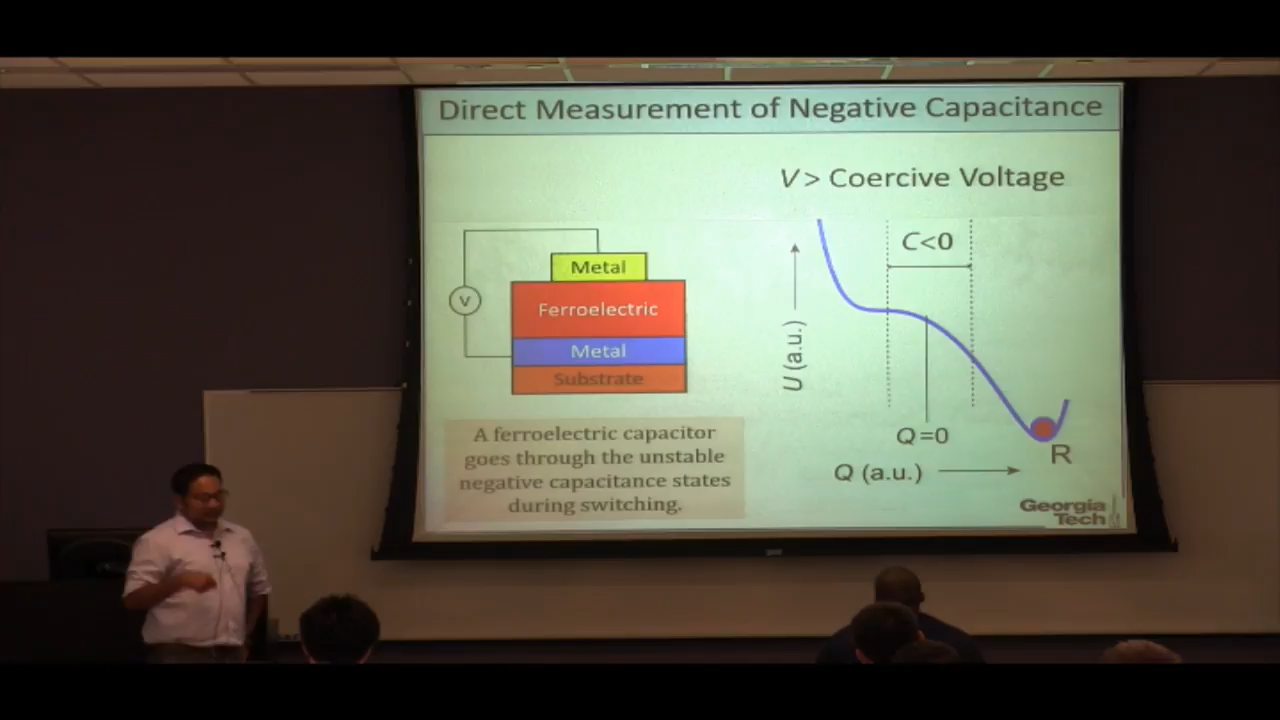 Direct Measurement of Negative Capacitance
V > Coercive Voltage
Metal
Ferroelectric
Metal
Substrate
V
A ferroelectric capacitor
goes through the unstable
negative capacitance states
during switching.
C<0
U (a.u.)
Q=0
R
Q (a.u.)
Georgia
Tech